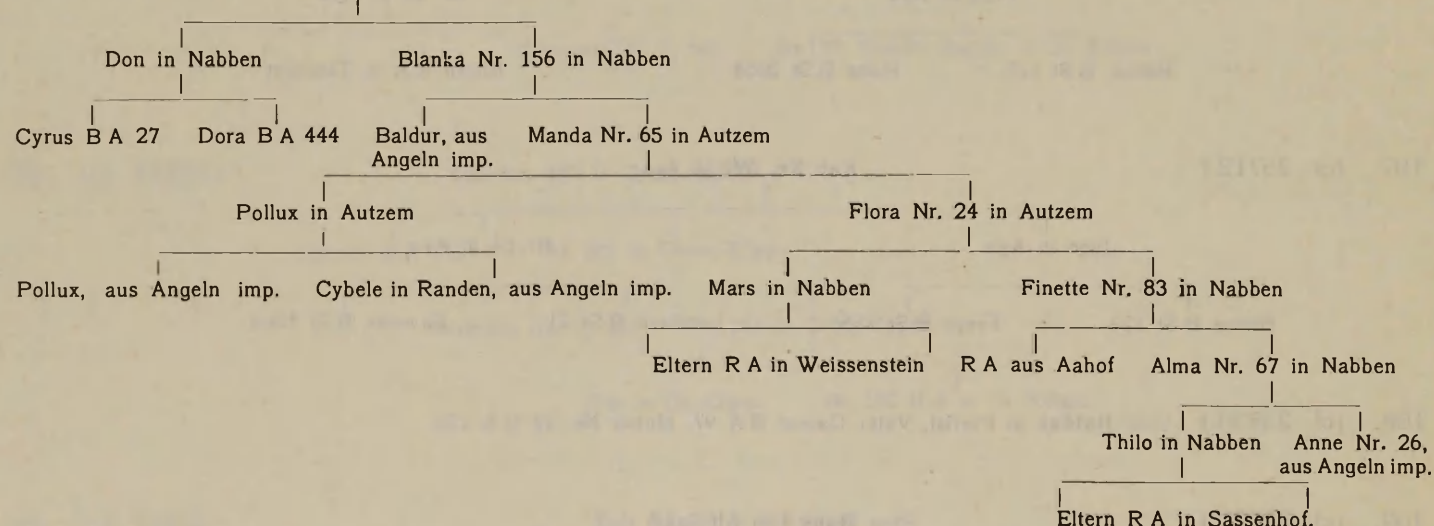 Don in Nabben Blanka Nr. 156 in Nabben
Cyrus B A 27 Dora B A 444 Baldur, aus Manda Nr. 65 in Autzem
Angeln imp.
Pollux in Autzem Flora Nr. 24 in Autzem
Pollux, aus Angeln imp. Cybele in Randen, aus Angeln imp. Mars in Nabben Finette Nr. 83 in Nabben
Eltern R A in Weissenstein R A aus Aahof Alma Nr. 67 in Nabben
Thilo in Nabben Anne Nr. 26,
aus Angeln imp.
Eltern R A in Sassenhof.